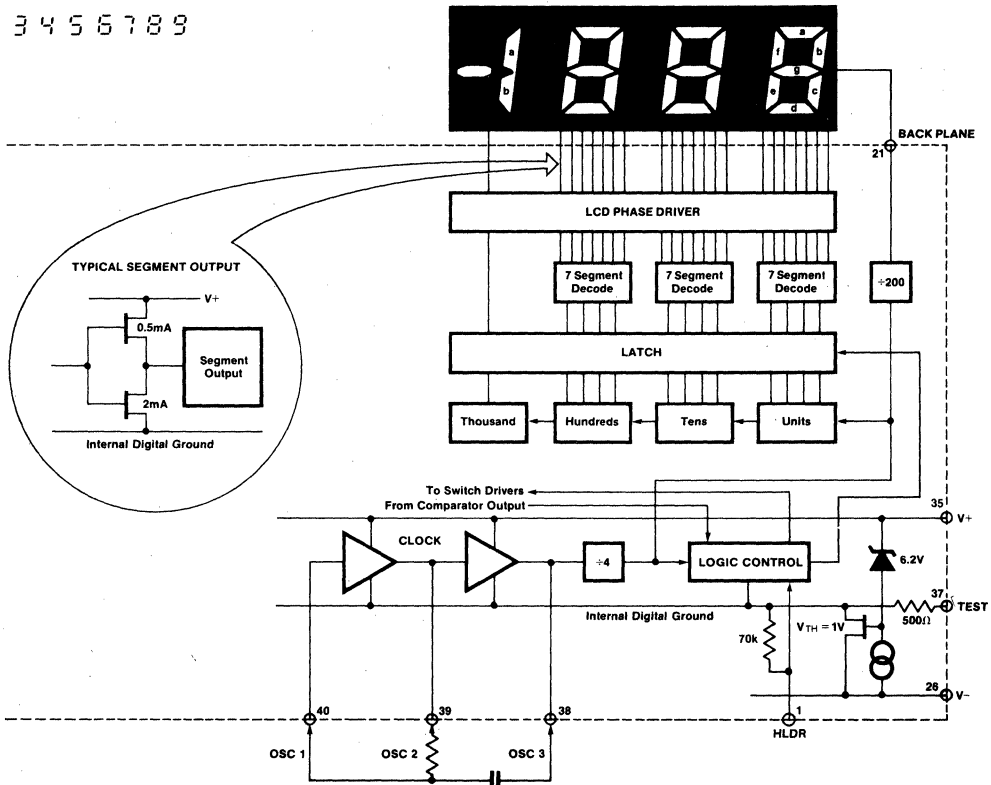 3 4 5 6 7 8 9
a
b
a
f
b
g
e
c
d
BACK PLANE
21
LCD PHASE DRIVER
TYPICAL SEGMENT OUTPUT
V+
0.5mA
Segment
Output
2mA
Internal Digital Ground
7 Segment
Decode
7 Segment
Decode
7 Segment
Decode
÷200
LATCH
Thousand
Hundreds
Tens
Units
To Switch Drivers
From Comparator Output
35
V+
CLOCK
÷4
LOGIC CONTROL
6.2V
37
TEST
Internal Digital Ground
500Ω
70k
VTH = 1V
26
V−
40
39
38
1
HLDR
OSC 1
OSC 2
OSC 3